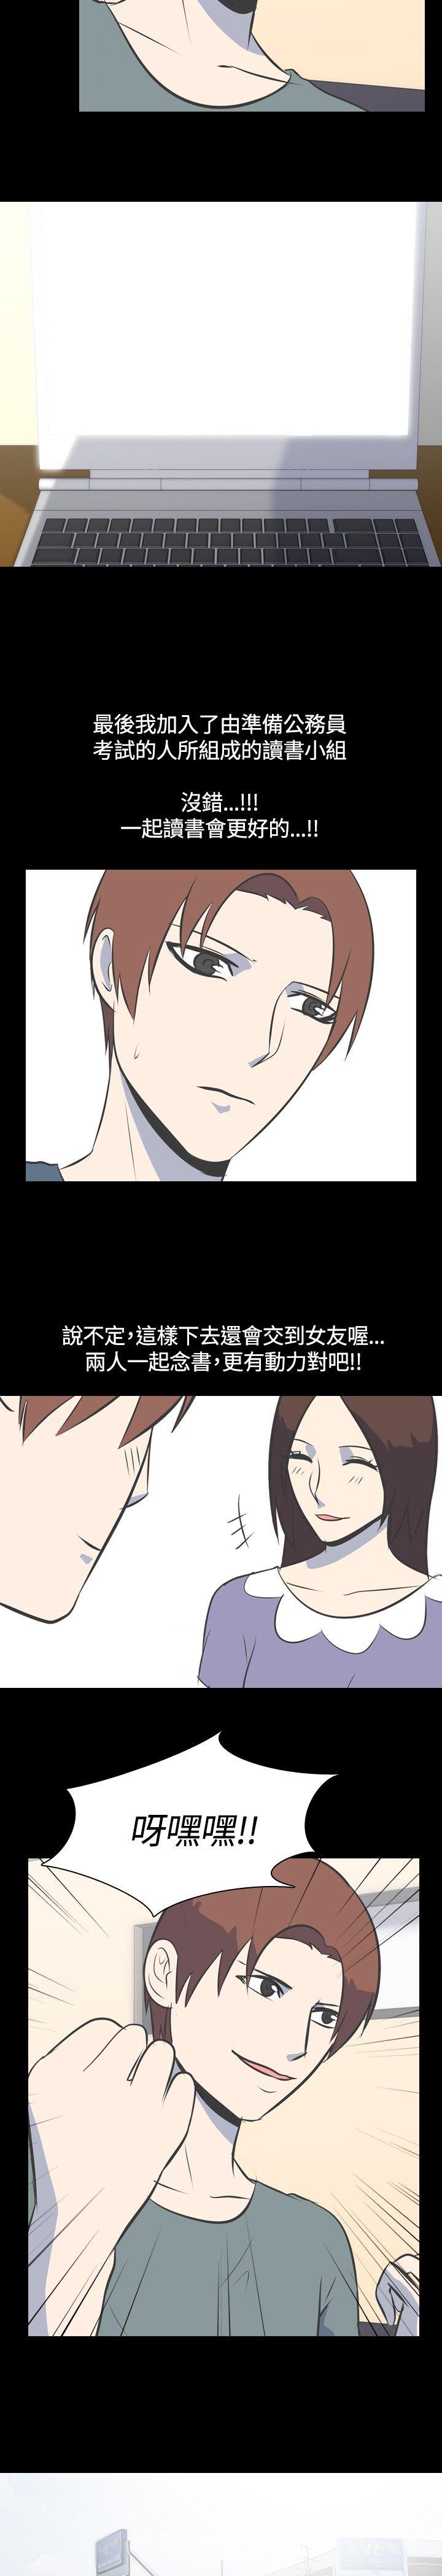 最後我加入了由準備公務員
考試的人所組成的讀書小組
沒錯...!!!
一起讀書會更好的...!!
說不定,這樣下去還會交到女友喔...
兩人一起念書,更有動力對吧!!
呀嘿嘿!!